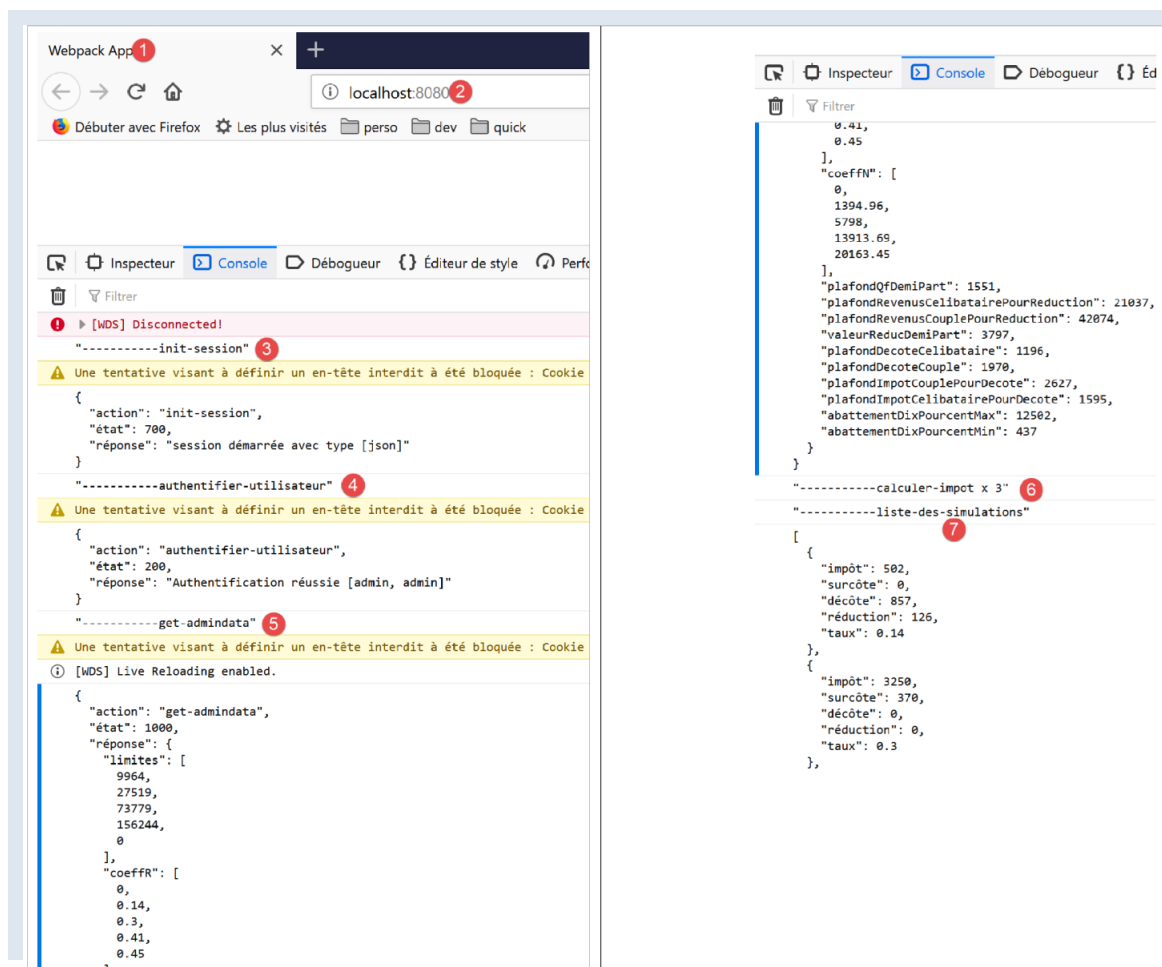 Webpack App 1
localhost:8080 2
Débuter avec Firefox Les plus visités perso dev quick
Inspecteur Console Débogueur {} Éditeur de style
Filtrer
[WDS] Disconnected!
"-----------init-session" 3
Une tentative visant à définir un en-tête interdit à été bloquée : Cookie
{
"action": "init-session",
"état": 700,
"réponse": "session démarrée avec type [json]"
}
"-----------authentifier-utilisateur" 4
Une tentative visant à définir un en-tête interdit à été bloquée : Cookie
{
"action": "authentifier-utilisateur",
"état": 200,
"réponse": "Authentification réussie [admin, admin]"
}
"-----------get-admindata" 5
Une tentative visant à définir un en-tête interdit à été bloquée : Cookie
[WDS] Live Reloading enabled.
{
"action": "get-admindata",
"état": 1000,
"réponse": {
"limites": [
9964,
27519,
73779,
156244,
0
],
"coeffR": [
0,
0.14,
0.3,
0.41,
0.45
Inspecteur Console Débogueur {} Éd
Filtrer
0.41,
0.45
],
"coeffN": [
0,
1394.96,
5798,
13913.69,
20163.45
],
"plafondQfDemiPart": 1551,
"plafondRevenusCelibatairePourReduction": 21037,
"plafondRevenusCouplePourReduction": 42074,
"valeurReducDemiPart": 3797,
"plafondDecoteCelibataire": 1196,
"plafondDecoteCouple": 1970,
"plafondImpotCouplePourDecote": 2627,
"plafondImpotCelibatairePourDecote": 1595,
"abattementDixPourcentMax": 12502,
"abattementDixPourcentMin": 437
}
}
"-----------calculer-impot x 3" 6
"-----------liste-des-simulations"
7
[
{
"impôt": 502,
"surcôte": 0,
"décôte": 857,
"réduction": 126,
"taux": 0.14
},
{
"impôt": 3250,
"surcôte": 370,
"décôte": 0,
"réduction": 0,
"taux": 0.3
},